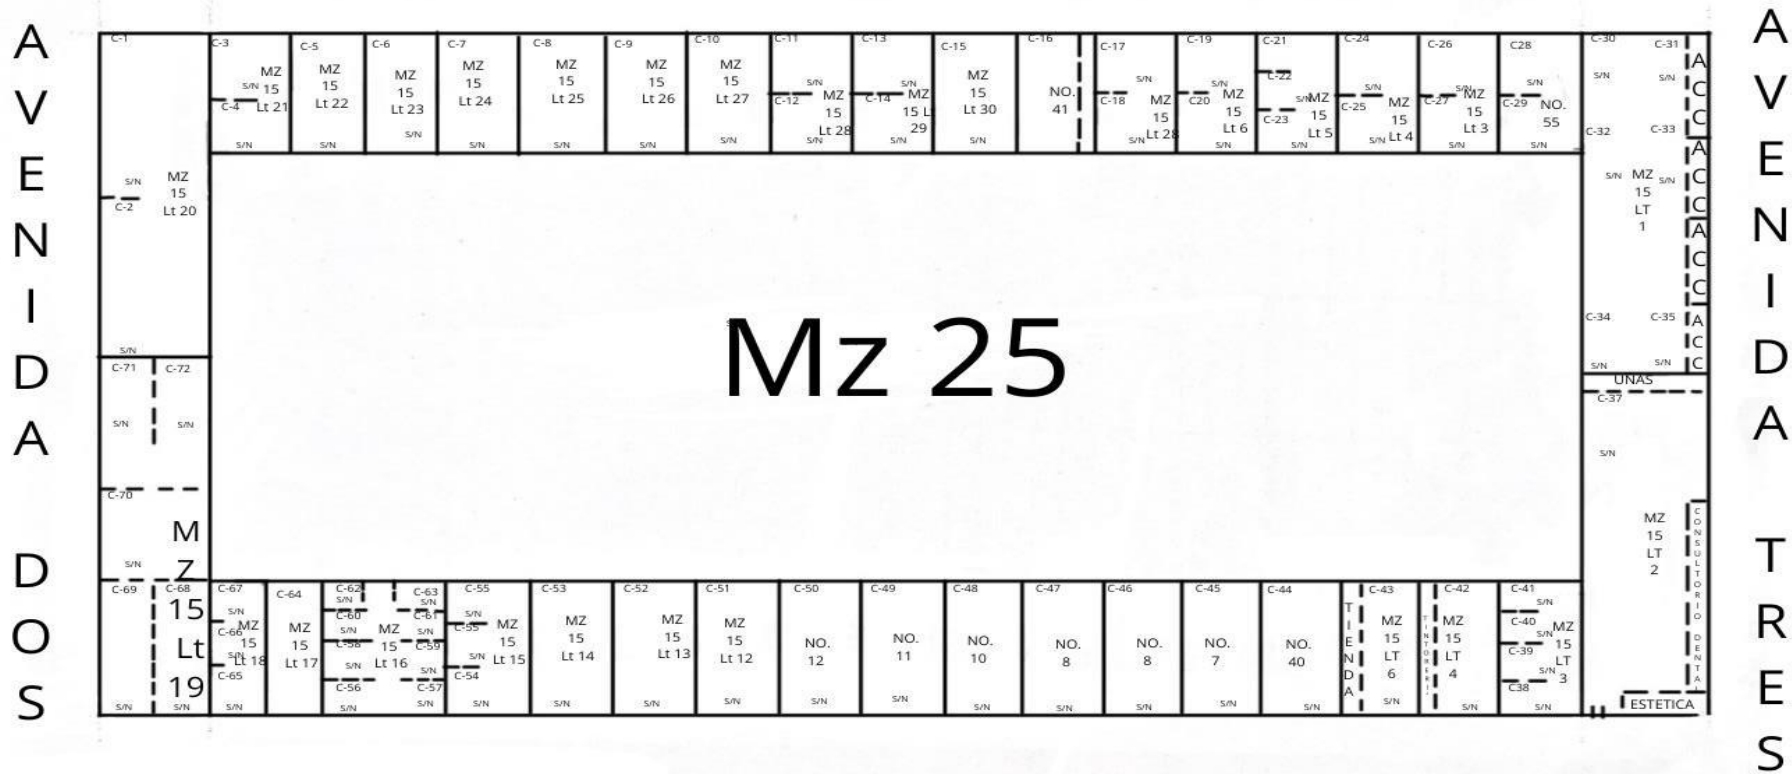 AVENIDA DOS
AVENIDA TRES
C-1
S/N
C-2
MZ
15
Lt 20
S/N
C-3
S/N
C-4
MZ
15
Lt 21
S/N
C-5
MZ
15
Lt 22
S/N
C-6
MZ
15
Lt 23
S/N
C-7
MZ
15
Lt 24
S/N
C-8
MZ
15
Lt 25
S/N
C-9
MZ
15
Lt 26
S/N
C-10
MZ
15
Lt 27
S/N
C-11
S/N
C-12
MZ
15
Lt 28
S/N
C-13
S/N
C-14
MZ
15 L
29
S/N
C-15
MZ
15
Lt 30
S/N
C-16
NO.
41
C-17
S/N
C-18
MZ
15
Lt 28
S/N
C-19
S/N
C20
MZ
15
Lt 6
S/N
C-21
C-22
S/N
C-23
MZ
15
Lt 5
S/N
C-24
S/N
C-25
MZ
15
Lt 4
S/N
C-26
S/N
C-27
MZ
15
Lt 3
S/N
C28
S/N
C-29
NO.
55
S/N
C-30
C-31
S/N
S/N
C-32
C-33
S/N
S/N
MZ
15
LT
1
C-34
C-35
S/N
S/N
ACC
ACC
ACC
ACC
UNAS
C-37
S/N
MZ
15
LT
2
CONSULTORIO DENTAL
ESTETICA
Mz 25
C-71
S/N
C-72
S/N
C-70
S/N
C-69
S/N
C-68
S/N
MZ
15
Lt
19
C-67
S/N
C-66
S/N
C-65
MZ
15
Lt 18
S/N
C-64
MZ
15
Lt 17
C-62
S/N
C-63
S/N
C-60
S/N
C-61
S/N
C-58
S/N
C-59
S/N
C-56
C-57
MZ
15
Lt 16
S/N
S/N
C-55
S/N
C-55
S/N
C-54
MZ
15
Lt 15
S/N
C-53
MZ
15
Lt 14
S/N
C-52
MZ
15
Lt 13
S/N
C-51
MZ
15
Lt 12
S/N
C-50
NO.
12
S/N
C-49
NO.
11
S/N
C-48
NO.
10
S/N
C-47
NO.
8
S/N
C-46
NO.
8
S/N
C-45
NO.
7
S/N
C-44
NO.
40
S/N
TIENDA
C-43
MZ
15
LT
6
S/N
C-42
MZ
15
LT
4
S/N
C-41
S/N
C-40
S/N
C-39
S/N
C38
MZ
15
LT
3
S/N